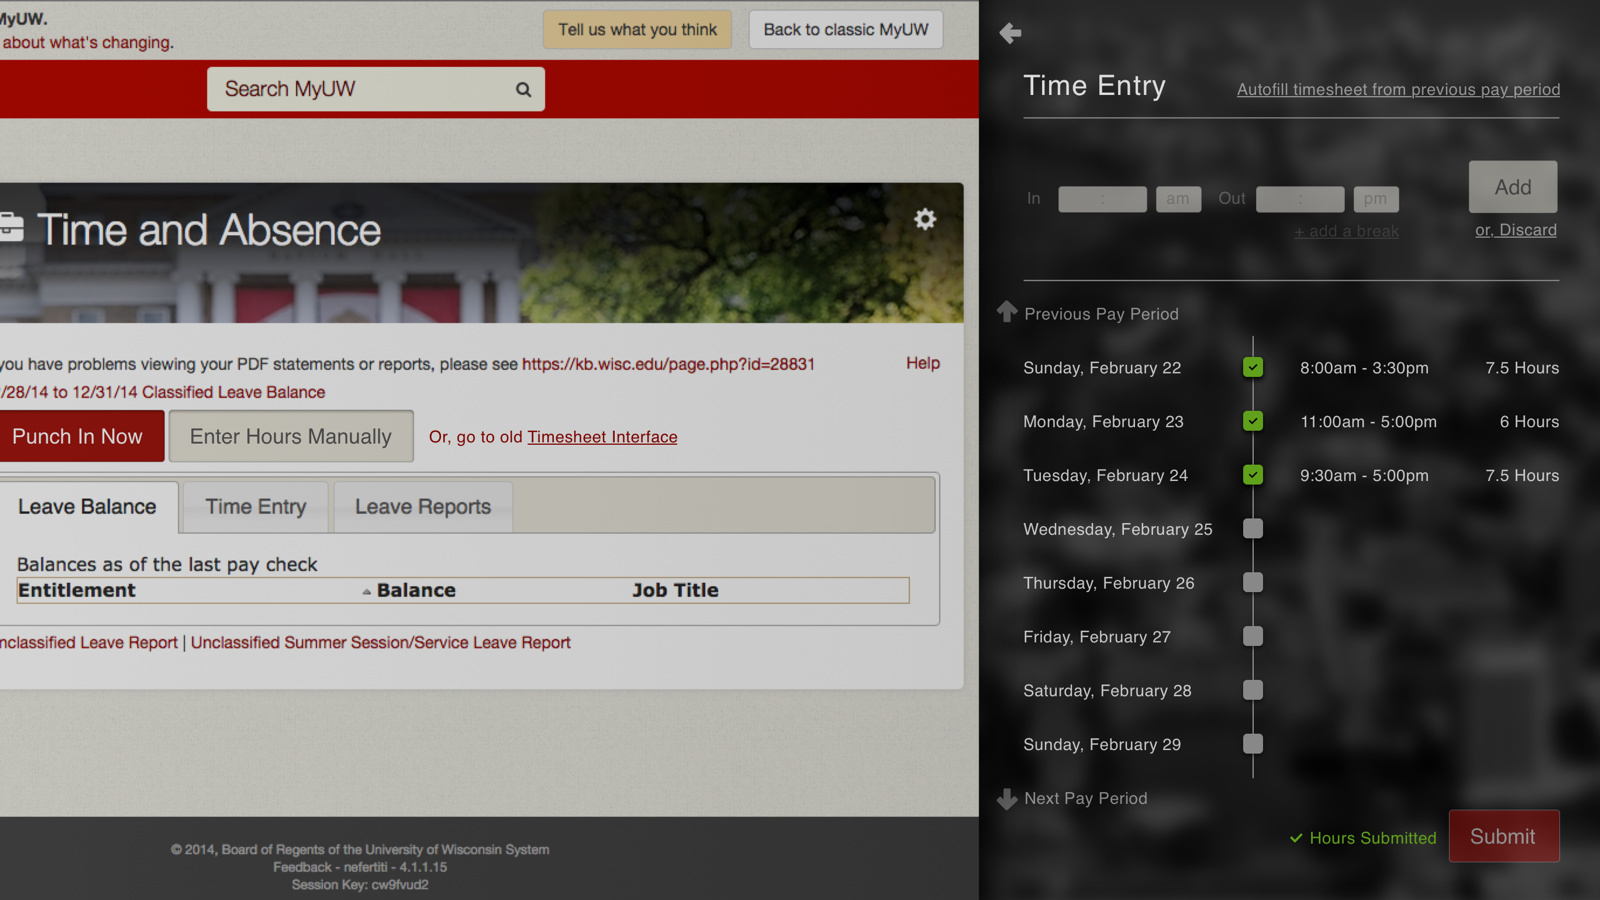 MyUW.
about what's changing.
Tell us what you think
Back to classic MyUW
Search MyUW
Time and Absence
you have problems viewing your PDF statements or reports, please see https://kb.wisc.edu/page.php?id=28831
Help
/28/14 to 12/31/14 Classified Leave Balance
Punch In Now
Enter Hours Manually
Or, go to old Timesheet Interface
Leave Balance
Time Entry
Leave Reports
Balances as of the last pay check
Entitlement Balance Job Title
nclassified Leave Report | Unclassified Summer Session/Service Leave Report
© 2014, Board of Regents of the University of Wisconsin System
Feedback - nefertiti - 4.1.1.15
Session Key: cw9fvud2
Time Entry
Autofill timesheet from previous pay period
In : am Out : pm
Add
+ add a break
or, Discard
Previous Pay Period
Sunday, February 22 8:00am - 3:30pm 7.5 Hours
Monday, February 23 11:00am - 5:00pm 6 Hours
Tuesday, February 24 9:30am - 5:00pm 7.5 Hours
Wednesday, February 25
Thursday, February 26
Friday, February 27
Saturday, February 28
Sunday, February 29
Next Pay Period
Hours Submitted
Submit